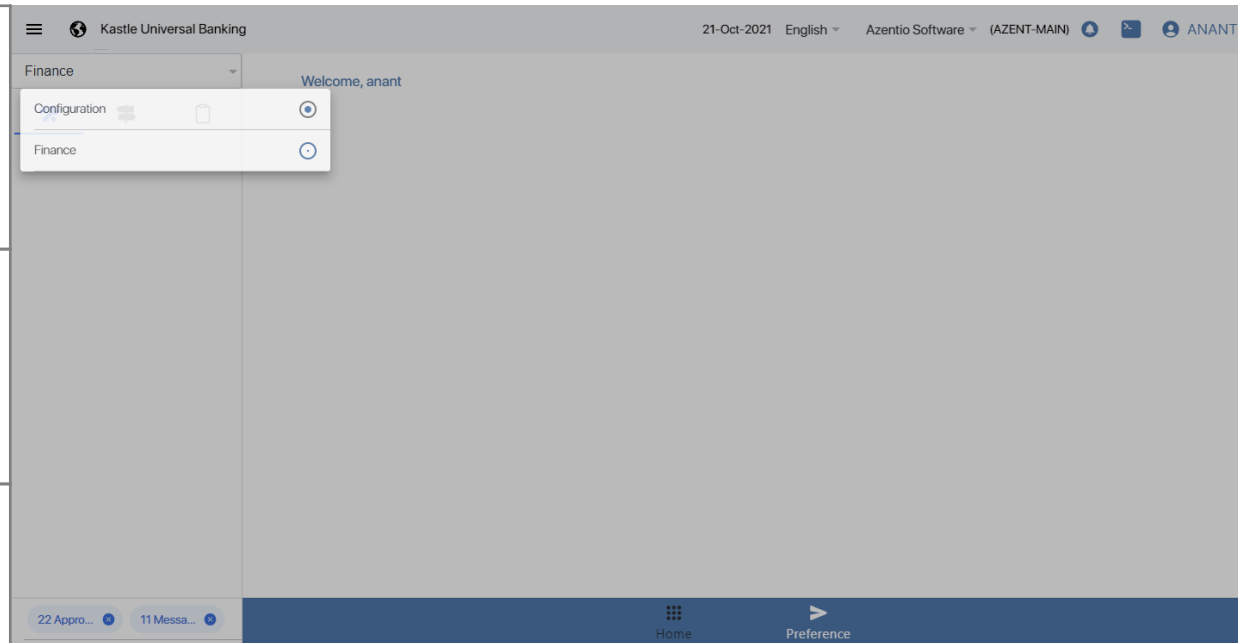 Kastle Universal Banking 21-Oct-2021 English Azentio Software (AZENT-MAIN) ANANT
Finance
Welcome, anant
Configuration
Finance
22 Appro... 11 Messa...
Home Preference